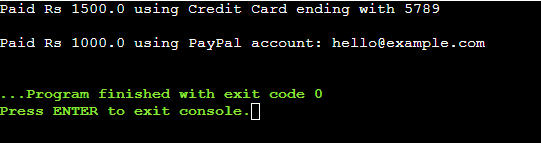 Paid Rs 1500.0 using Credit Card ending with 5789
Paid Rs 1000.0 using PayPal account: hello@example.com
...Program finished with exit code 0
Press ENTER to exit console.